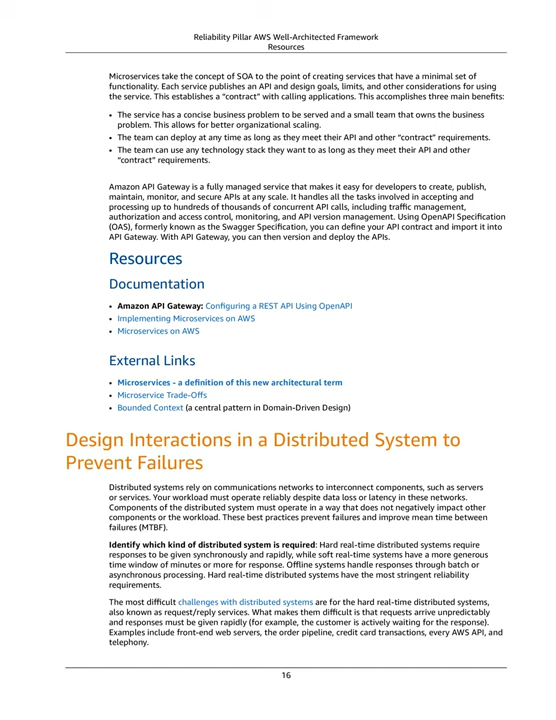 Reliability Pillar AWS Well-Architected Framework
Resources
Microservices take the concept of SOA to the point of creating services that have a minimal set of
functionality. Each service publishes an API and design goals, limits, and other considerations for using
the service. This establishes a “contract” with calling applications. This accomplishes three main benefits:
• The service has a concise business problem to be served and a small team that owns the business
problem. This allows for better organizational scaling.
• The team can deploy at any time as long as they meet their API and other “contract” requirements.
• The team can use any technology stack they want to as long as they meet their API and other
“contract” requirements.
Amazon API Gateway is a fully managed service that makes it easy for developers to create, publish,
maintain, monitor, and secure APIs at any scale. It handles all the tasks involved in accepting and
processing up to hundreds of thousands of concurrent API calls, including traffic management,
authorization and access control, monitoring, and API version management. Using OpenAPI Specification
(OAS), formerly known as the Swagger Specification, you can define your API contract and import it into
API Gateway. With API Gateway, you can then version and deploy the APIs.
Resources
Documentation
• Amazon API Gateway: Configuring a REST API Using OpenAPI
• Implementing Microservices on AWS
• Microservices on AWS
External Links
• Microservices - a definition of this new architectural term
• Microservice Trade-Offs
• Bounded Context (a central pattern in Domain-Driven Design)
Design Interactions in a Distributed System to
Prevent Failures
Distributed systems rely on communications networks to interconnect components, such as servers
or services. Your workload must operate reliably despite data loss or latency in these networks.
Components of the distributed system must operate in a way that does not negatively impact other
components or the workload. These best practices prevent failures and improve mean time between
failures (MTBF).
Identify which kind of distributed system is required: Hard real-time distributed systems require
responses to be given synchronously and rapidly, while soft real-time systems have a more generous
time window of minutes or more for response. Offline systems handle responses through batch or
asynchronous processing. Hard real-time distributed systems have the most stringent reliability
requirements.
The most difficult challenges with distributed systems are for the hard real-time distributed systems,
also known as request/reply services. What makes them difficult is that requests arrive unpredictably
and responses must be given rapidly (for example, the customer is actively waiting for the response).
Examples include front-end web servers, the order pipeline, credit card transactions, every AWS API, and
telephony.
16